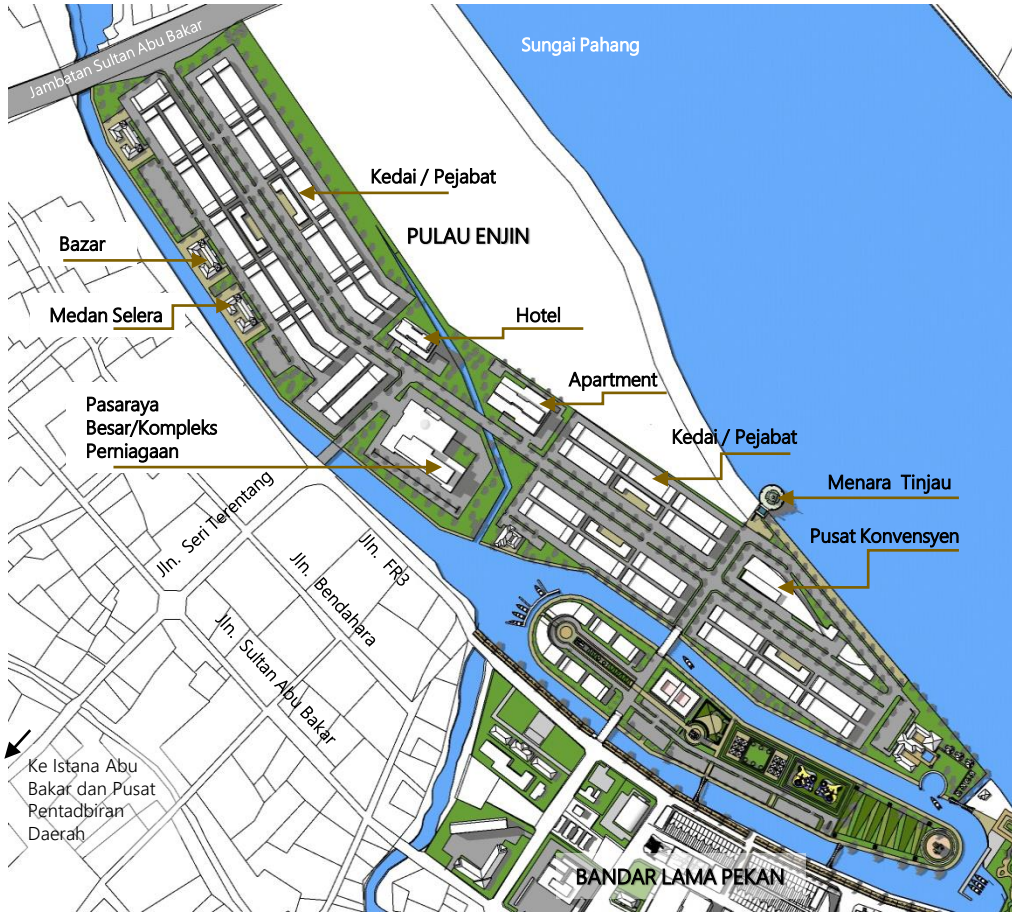 Jambatan Sultan Abu Bakar
Sungai Pahang
Kedai / Pejabat
PULAU ENJIN
Bazar
Medan Selera
Hotel
Apartment
Pasaraya
Besar/Kompleks
Perniagaan
Kedai / Pejabat
Menara Tinjau
Pusat Konvensyen
Jln. Seri Terentang
Jln. FR3
Jln. Bendahara
Jln. Sultan Abu Bakar
Ke Istana Abu
Bakar dan Pusat
Pentadbiran
Daerah
BANDAR LAMA PEKAN